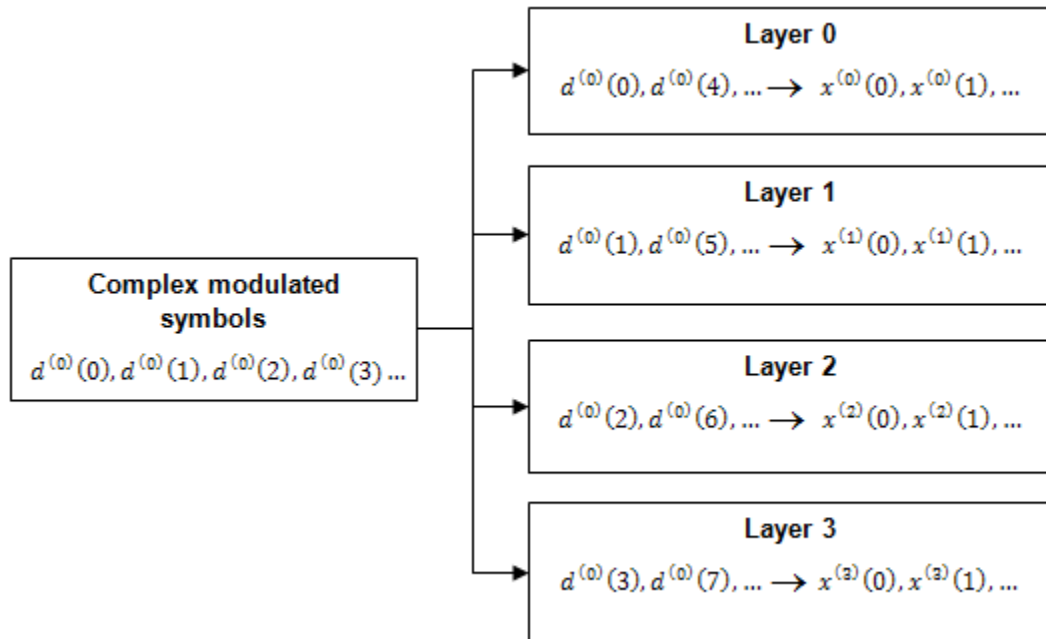 Layer 0
d⁽⁰⁾(0), d⁽⁰⁾(4), ... → x⁽⁰⁾(0), x⁽⁰⁾(1), ...
Layer 1
d⁽⁰⁾(1), d⁽⁰⁾(5), ... → x⁽¹⁾(0), x⁽¹⁾(1), ...
Complex modulated
symbols
d⁽⁰⁾(0), d⁽⁰⁾(1), d⁽⁰⁾(2), d⁽⁰⁾(3) ...
Layer 2
d⁽⁰⁾(2), d⁽⁰⁾(6), ... → x⁽²⁾(0), x⁽²⁾(1), ...
Layer 3
d⁽⁰⁾(3), d⁽⁰⁾(7), ... → x⁽³⁾(0), x⁽³⁾(1), ...